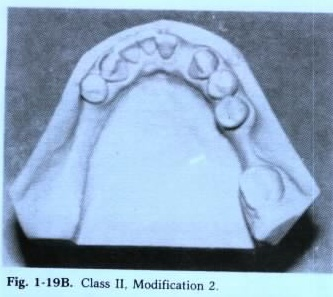 Fig. 1-19B. Class II, Modification 2.